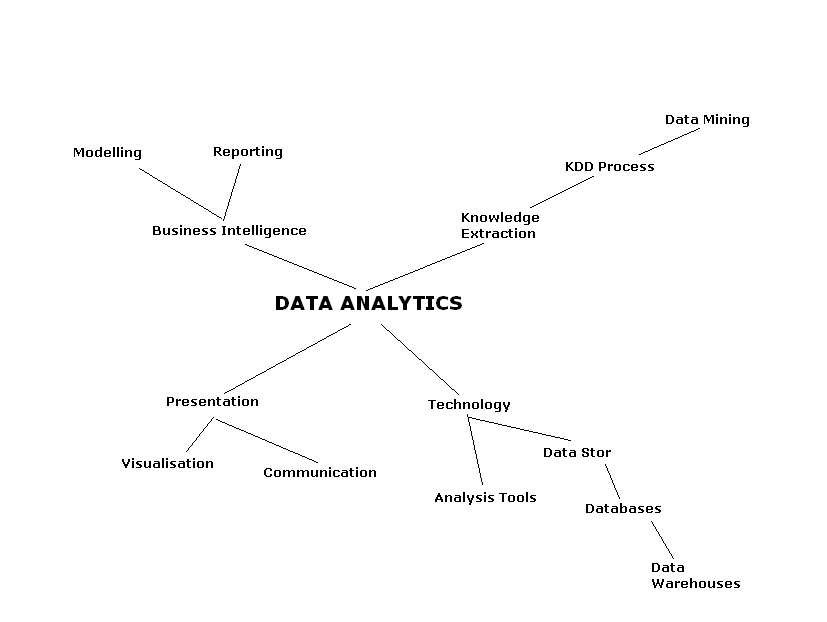 Data Mining
Modelling
Reporting
KDD Process
Knowledge
Extraction
Business Intelligence
DATA ANALYTICS
Presentation
Technology
Visualisation
Communication
Data Stor
Analysis Tools
Databases
Data
Warehouses